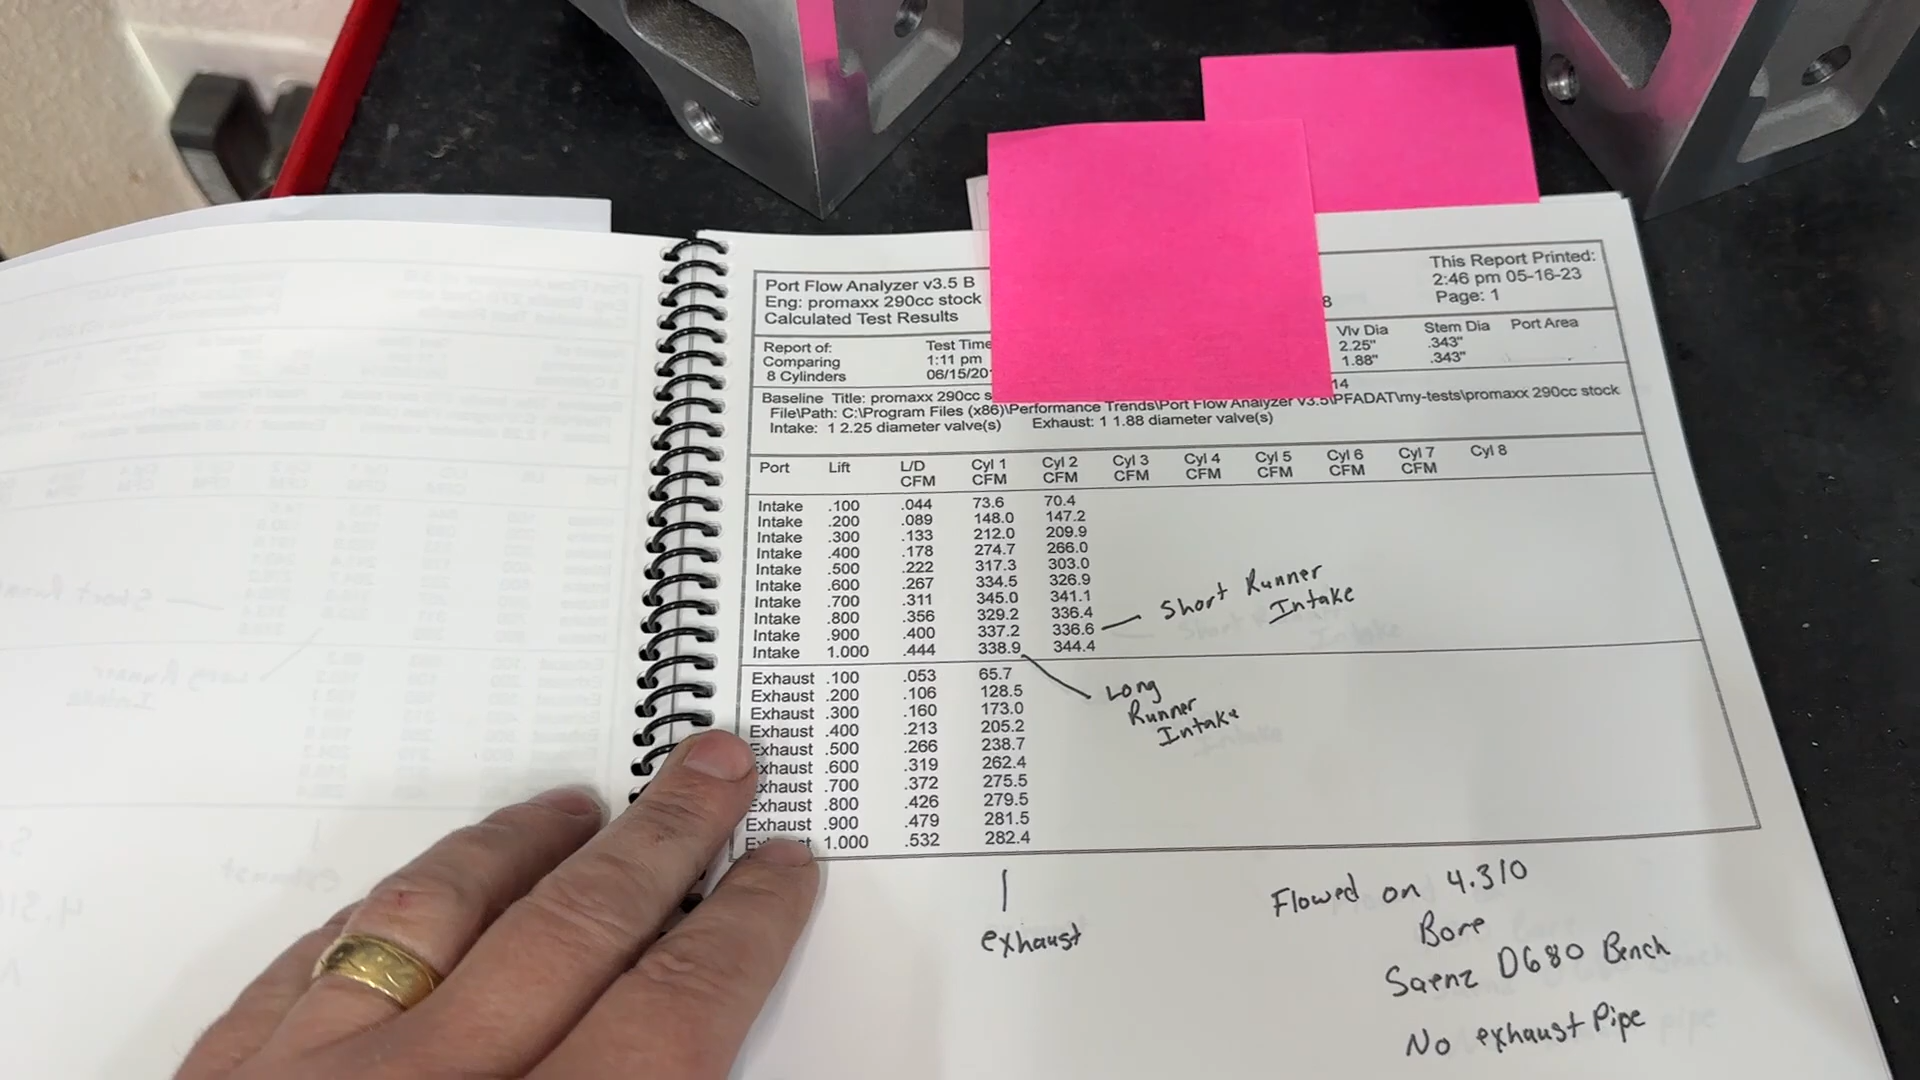 Port Flow Analyzer v3.5 B
Eng: promaxx 290cc stock
Calculated Test Results
8
This Report Printed:
2:46 pm 05-16-23
Page: 1
Report of:
Comparing
8 Cylinders
Test Time
1:11 pm
06/15/20
Vlv Dia Stem Dia Port Area
2.25" .343"
1.88" .343"
Baseline Title: promaxx 290cc s 14
File\Path: C:\Program Files (x86)\Performance Trends\Port Flow Analyzer v3.5\PFADAT\my-tests\promaxx 290cc stock
Intake: 1 2.25 diameter valve(s) Exhaust: 1 1.88 diameter valve(s)
Port Lift L/D Cyl 1 Cyl 2 Cyl 3 Cyl 4 Cyl 5 Cyl 6 Cyl 7 Cyl 8
CFM CFM CFM CFM CFM CFM CFM CFM
Intake .100 .044 73.6 70.4
Intake .200 .089 148.0 147.2
Intake .300 .133 212.0 209.9
Intake .400 .178 274.7 266.0
Intake .500 .222 317.3 303.0
Intake .600 .267 334.5 326.9
Intake .700 .311 345.0 341.1
Intake .800 .356 329.2 336.4
Intake .900 .400 337.2 336.6
Intake 1.000 .444 338.9 344.4
Short Runner
Intake
Exhaust .100 .053 65.7
Exhaust .200 .106 128.5
Exhaust .300 .160 173.0
Exhaust .400 .213 205.2
Exhaust .500 .266 238.7
xhaust .600 .319 262.4
xhaust .700 .372 275.5
Exhaust .800 .426 279.5
Exhaust .900 .479 281.5
1.000 .532 282.4
Long
Runner
Intake
exhaust
Flowed on 4.310
Bore
Saenz D680 Bench
No exhaust Pipe